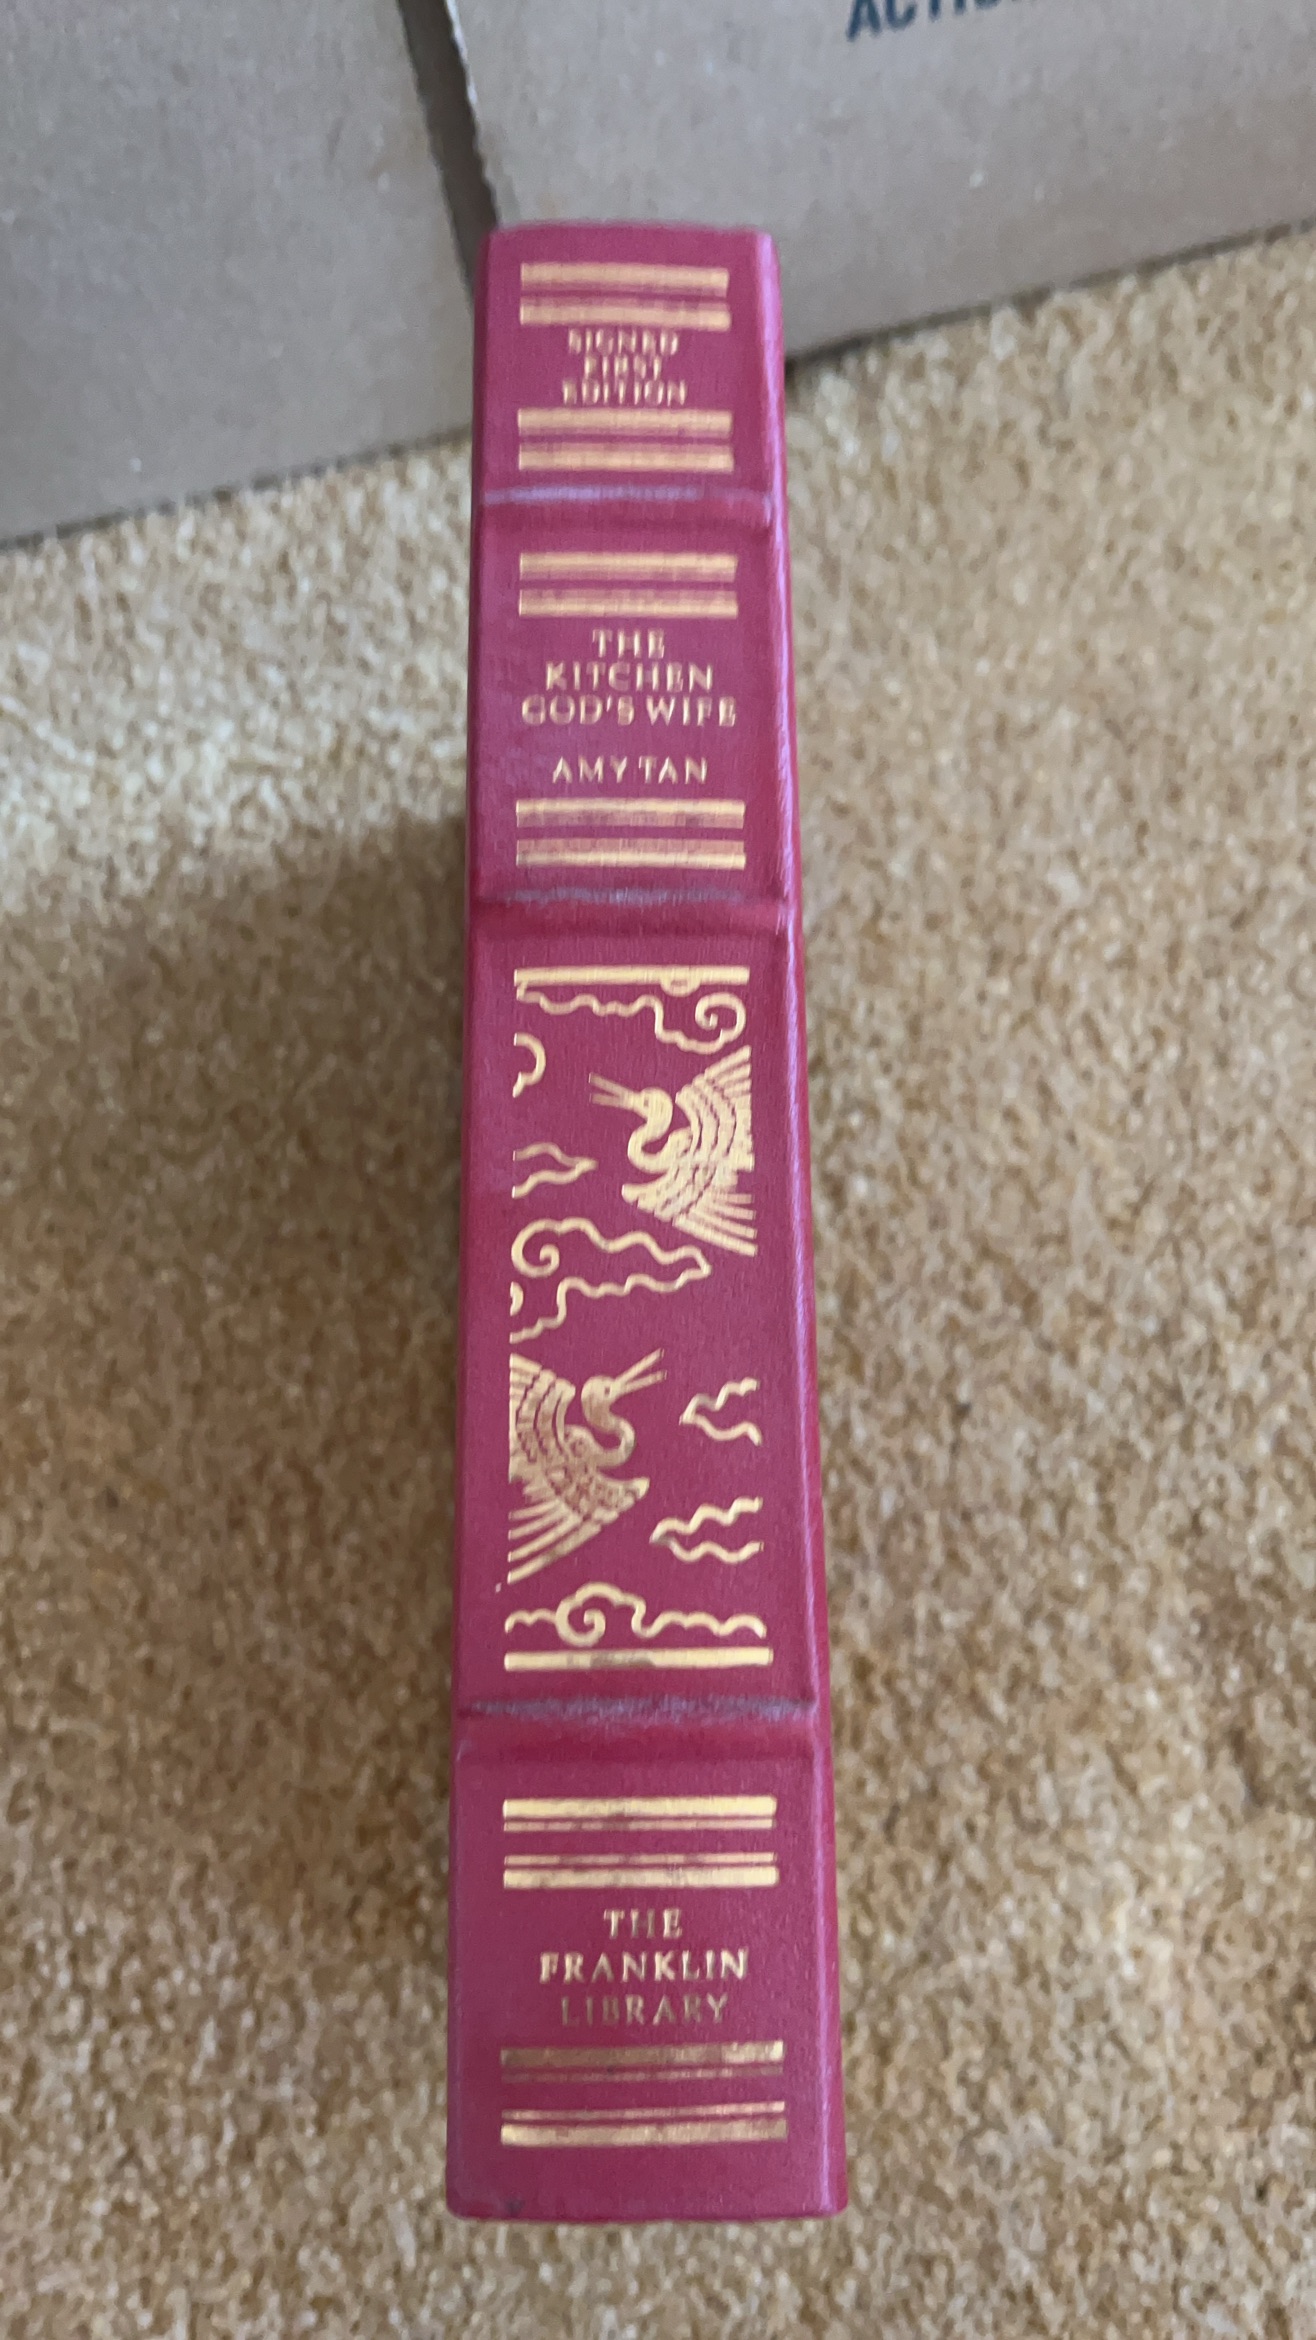 SIGNED
FIRST
EDITION
THE
KITCHEN
GOD'S WIFE
AMY TAN
THE
FRANKLIN
LIBRARY